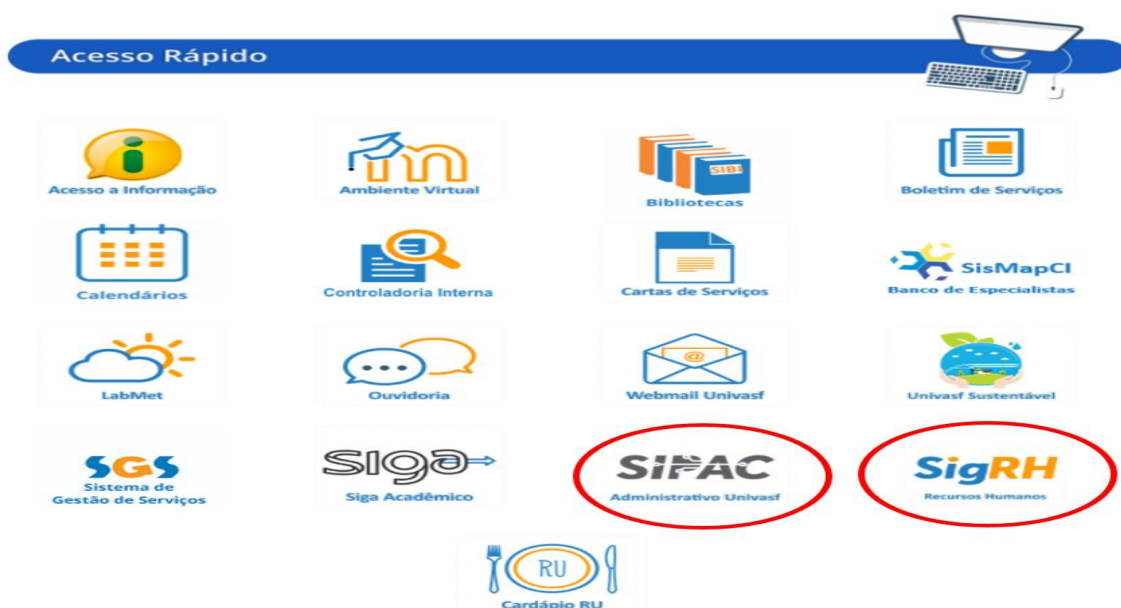 Acesso Rápido
Acesso a Informação
Ambiente Virtual
SIBI
Bibliotecas
Boletim de Serviços
Calendários
Controladoria Interna
Cartas de Serviços
SisMapCI
Banco de Especialistas
LabMet
Ouvidoria
@
Webmail Univasf
Univasf Sustentável
SGS
Sistema de
Gestão de Serviços
siga
Siga Acadêmico
SIPAC
Administrativo Univasf
SigRH
Recursos Humanos
RU
Cardápio RU